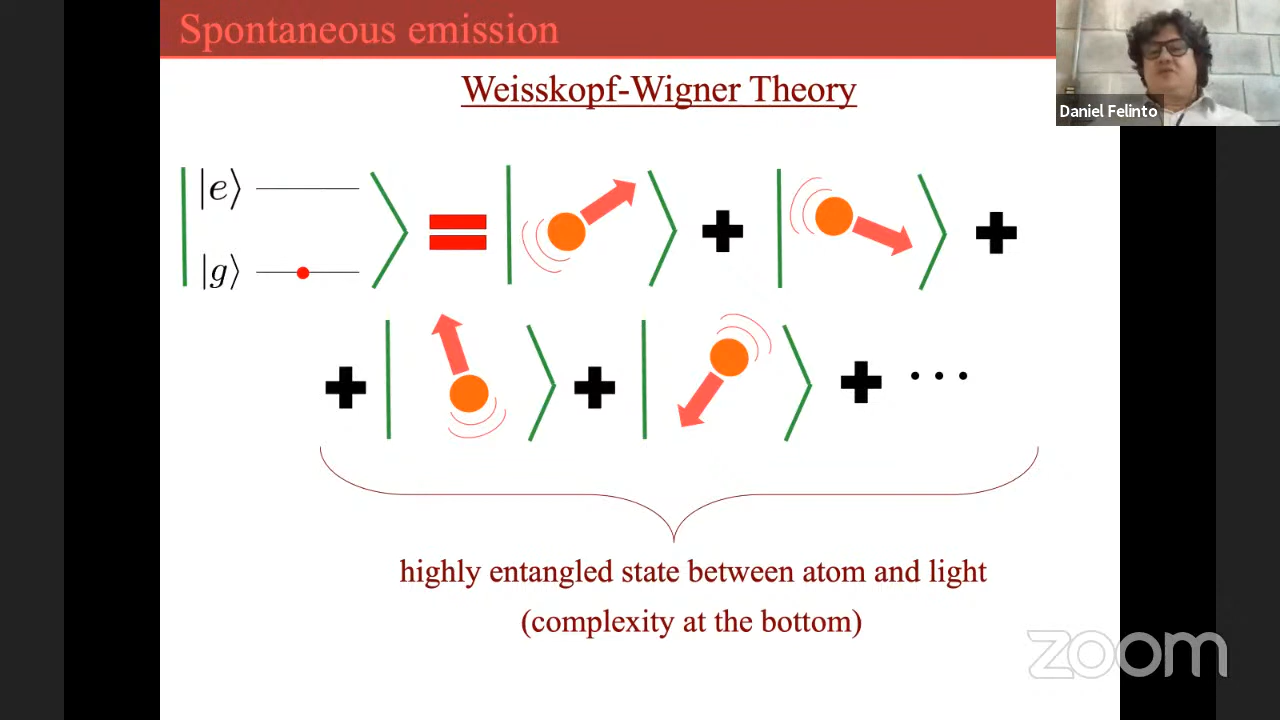 Spontaneous emission
Weisskopf-Wigner Theory
Daniel Felinto
|e⟩
|g⟩
= + +
+ + + ...
highly entangled state between atom and light
(complexity at the bottom)
zoom